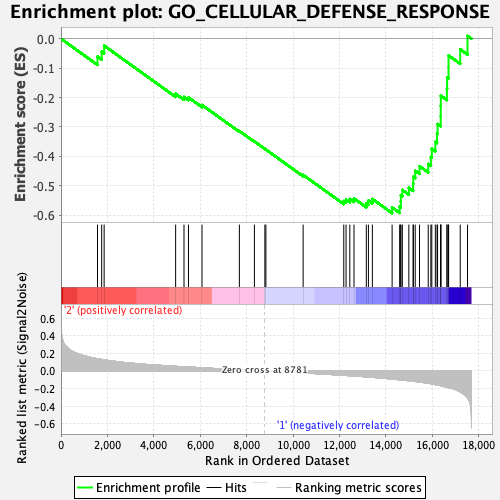 Enrichment plot: GO_CELLULAR_DEFENSE_RESPONSE
Enrichment score (ES)
0.0
-0.1
-0.2
-0.3
-0.4
-0.5
-0.6
'2' (positively correlated)
'1' (negatively correlated)
Ranked list metric (Signal2Noise)
0.6
0.4
0.2
0.0
-0.2
-0.4
-0.6
Zero cross at 8781
0 2,000 4,000 6,000 8,000 10,000 12,000 14,000 16,000 18,000
Rank in Ordered Dataset
Enrichment profile Hits Ranking metric scores